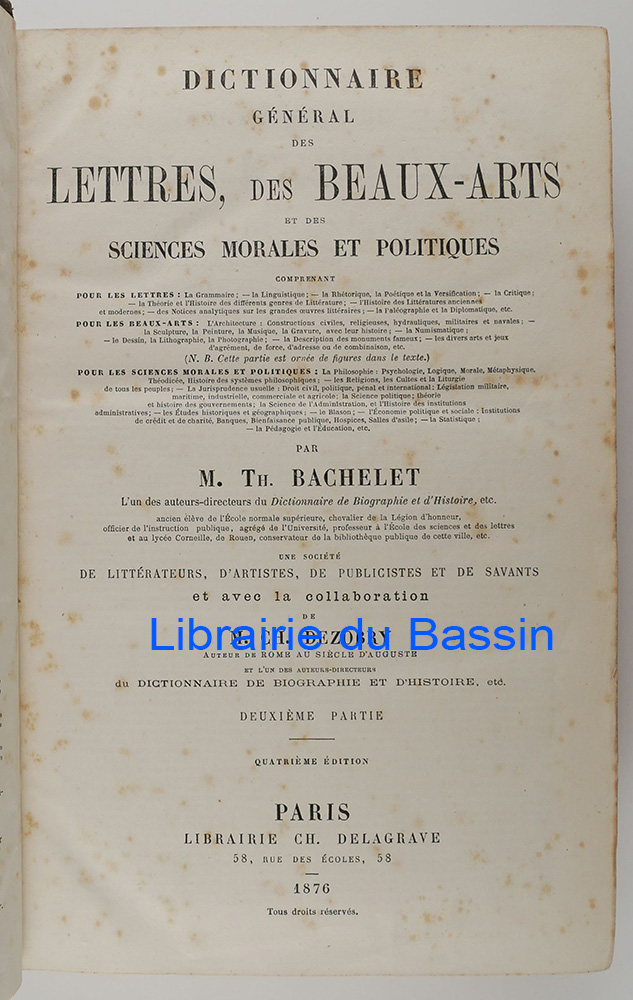 DICTIONNAIRE
GÉNÉRAL
DES
LETTRES, DES BEAUX-ARTS
ET DES
SCIENCES MORALES ET POLITIQUES
COMPRENANT
POUR LES LETTRES : La Grammaire ; — la Linguistique ; — la Rhétorique, la Poétique et la Versification ; — la Critique ;
— la Théorie et l'Histoire des différents genres de Littérature ; — l'Histoire des Littératures anciennes
et modernes ; — des Notices analytiques sur les grandes œuvres littéraires ; — la Paléographie et la Diplomatique, etc.
POUR LES BEAUX-ARTS : L'Architecture ; Constructions civiles, religieuses, hydrauliques, militaires et navales ; —
la Sculpture, la Peinture, la Musique, la Gravure, avec leur histoire ; — la Numismatique ;
— le Dessin, la Lithographie, la Photographie ; — la Description des monuments fameux ; — les divers arts et jeux
d'agrément, de force, d'adresse ou de combinaison, etc.
(N. B. Cette partie est ornée de figures dans le texte.)
POUR LES SCIENCES MORALES ET POLITIQUES : La Philosophie : Psychologie, Logique, Morale, Métaphysique,
Théodicée, Histoire des systèmes philosophiques ; — les Religions, les Cultes et la Liturgie
de tous les peuples ; — La Jurisprudence usuelle : Droit civil, politique, pénal et international ; Législation militaire,
maritime, industrielle, commerciale et agricole ; la Science politique ; théorie
et histoire des gouvernements ; la Science de l'Administration, et l'Histoire des institutions
administratives ; — les Études historiques et géographiques ; — le Blason ; — l'Économie politique et sociale : Institutions
de crédit et de charité, Banques, Bienfaisance publique, Hospices, Salles d'asile ; — la Statistique ;
— la Pédagogie et l'Éducation, etc.
PAR
M. TH. BACHELET
L'un des auteurs-directeurs du Dictionnaire de Biographie et d'Histoire, etc.
ancien élève de l'École normale supérieure, chevalier de la Légion d'honneur,
officier de l'instruction publique, agrégé de l'Université, professeur à l'École des sciences et des lettres
et au lycée Corneille, de Rouen, conservateur de la bibliothèque publique de cette ville, etc.
UNE SOCIÉTÉ
DE LITTÉRATEURS, D'ARTISTES, DE PUBLICISTES ET DE SAVANTS
et avec la collaboration
DE
M. CH. DEZOBRY
Librairie du Bassin
AUTEUR DE ROME AU SIÈCLE D'AUGUSTE
ET L'UN DES AUTEURS-DIRECTEURS
du DICTIONNAIRE DE BIOGRAPHIE ET D'HISTOIRE, etc.
DEUXIÈME PARTIE
QUATRIÈME ÉDITION
PARIS
LIBRAIRIE CH. DELAGRAVE
58, RUE DES ÉCOLES, 58
1876
Tous droits réservés.